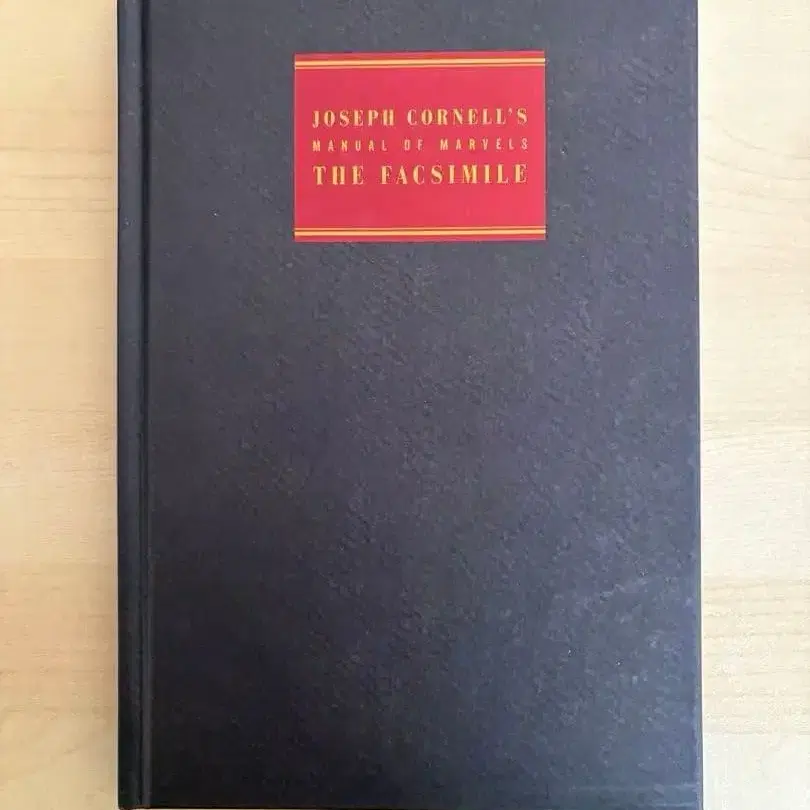 JOSEPH CORNELL'S
MANUAL OF MARVELS
THE FACSIMILE